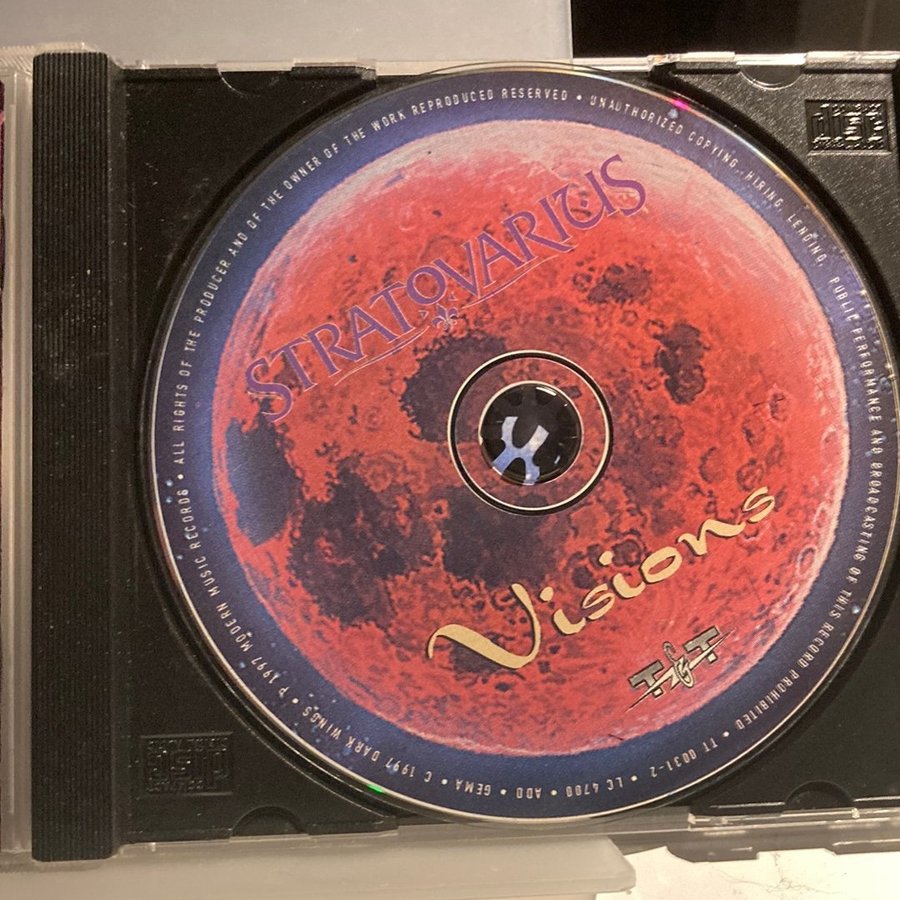 STRATOVARIUS
Visions
T&T
• ALL RIGHTS OF THE PRODUCER AND OF THE OWNER OF THE WORK REPRODUCED RESERVED • UNAUTHORIZED COPYING, HIRING, LENDING, PUBLIC PERFORMANCE AND BROADCASTING OF THIS RECORD PROHIBITED • TT 0031-2 • LC 4700 • ADD • GEMA • C 1997 DARK WINGS • P 1997 MODERN MUSIC RECORDS